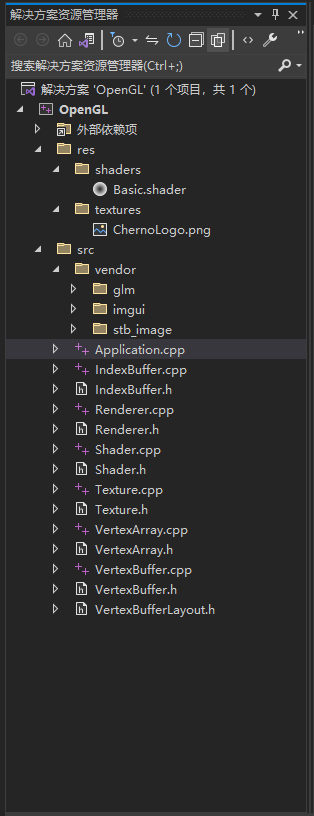 解决方案资源管理器
搜索解决方案资源管理器(Ctrl+;)
解决方案 'OpenGL' (1 个项目，共 1 个)
OpenGL
外部依赖项
res
shaders
Basic.shader
textures
ChernoLogo.png
src
vendor
glm
imgui
stb_image
Application.cpp
IndexBuffer.cpp
IndexBuffer.h
Renderer.cpp
Renderer.h
Shader.cpp
Shader.h
Texture.cpp
Texture.h
VertexArray.cpp
VertexArray.h
VertexBuffer.cpp
VertexBuffer.h
VertexBufferLayout.h